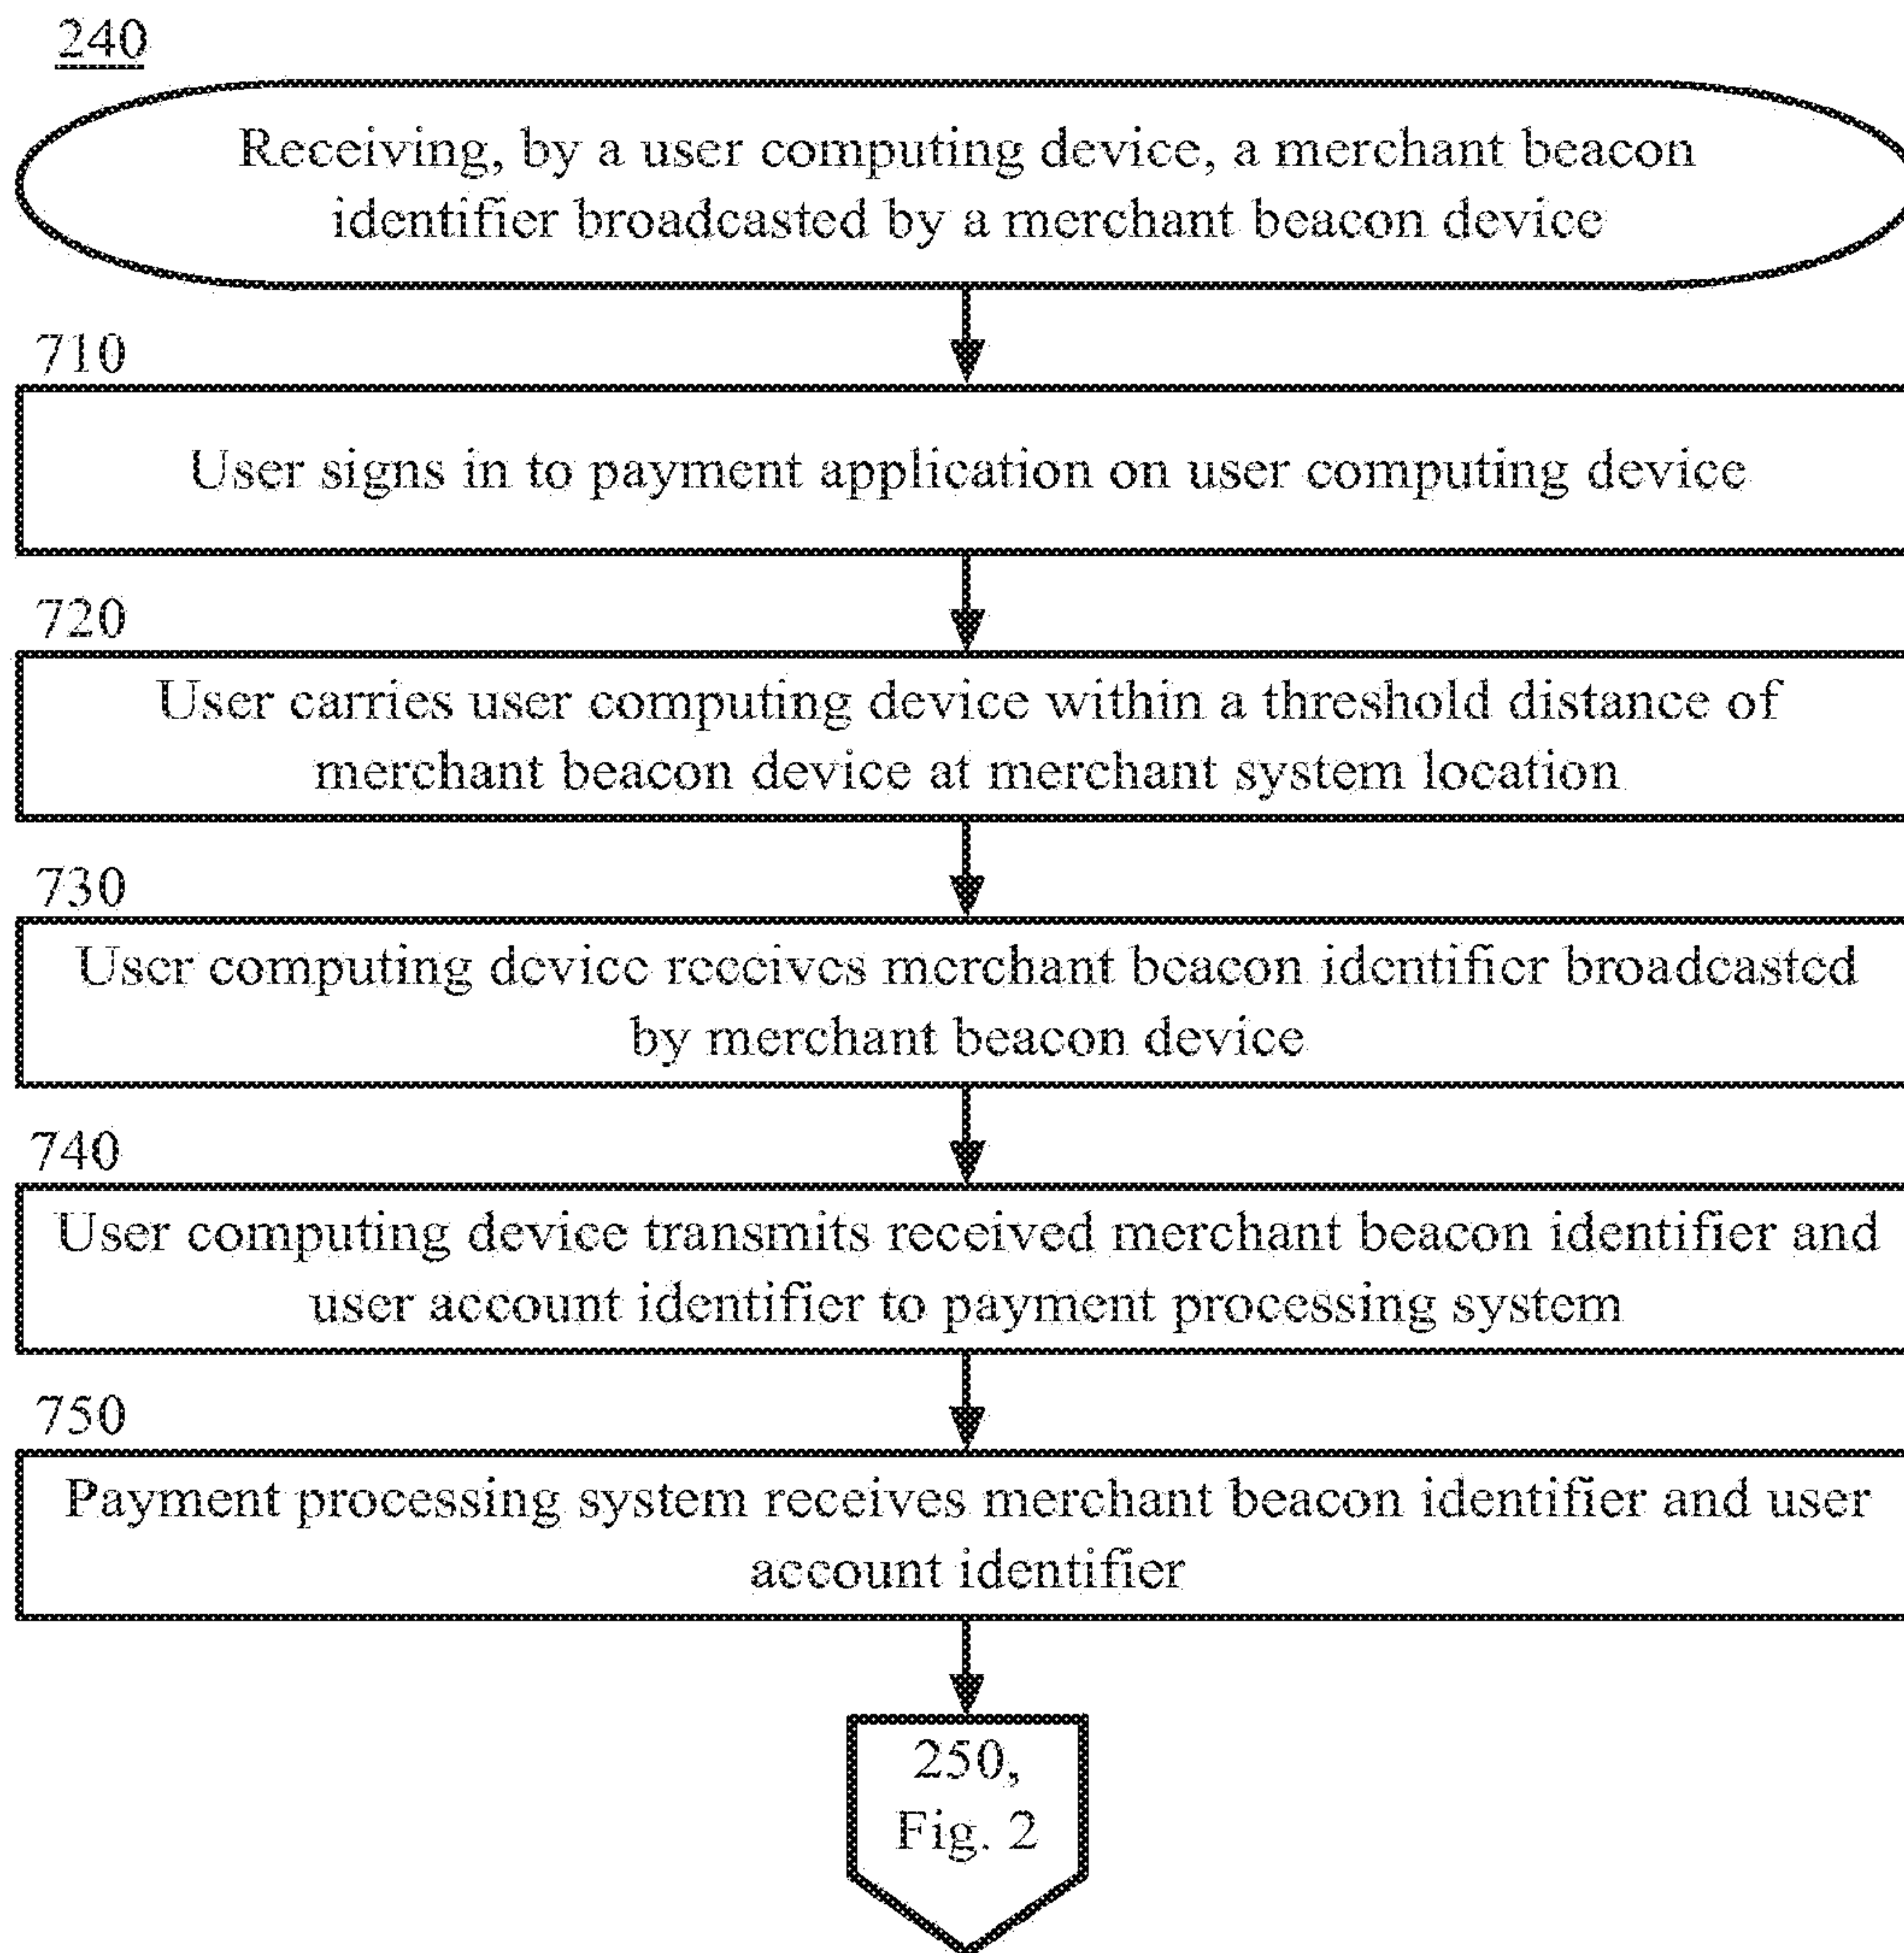 240
Receiving, by a user computing device, a merchant beacon
identifier broadcasted by a merchant beacon device
710
User signs in to payment application on user computing device
720
User carries user computing device within a threshold distance of
merchant beacon device at merchant system location
730
User computing device receives merchant beacon identifier broadcasted
by merchant beacon device
740
User computing device transmits received merchant beacon identifier and
user account identifier to payment processing system
750
Payment processing system receives merchant beacon identifier and user
account identifier
250,
Fig. 2